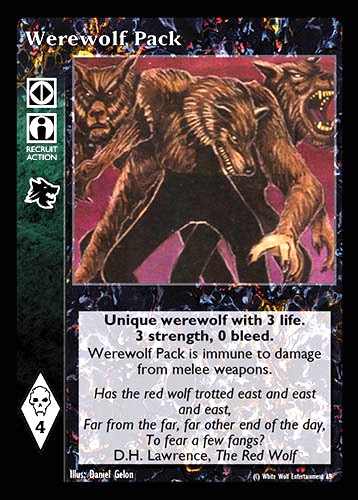 Werewolf Pack
RECRUIT
ACTION
Unique werewolf with 3 life.
3 strength, 0 bleed.
Werewolf Pack is immune to damage
from melee weapons.
Has the red wolf trotted east and east
and east,
Far from the far, far other end of the day,
To fear a few fangs?
D.H. Lawrence, The Red Wolf
4
Illus: Daniel Gelon
(C) White Wolf Entertainment AB